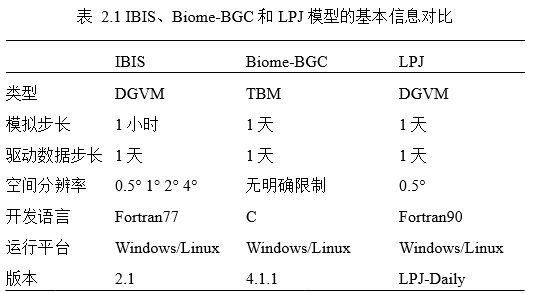 表 2.1 IBIS、Biome-BGC 和 LPJ 模型的基本信息对比
IBIS Biome-BGC LPJ
类型 DGVM TBM DGVM
模拟步长 1 小时 1 天 1 天
驱动数据步长 1 天 1 天 1 天
空间分辨率 0.5° 1° 2° 4° 无明确限制 0.5°
开发语言 Fortran77 C Fortran90
运行平台 Windows/Linux Windows/Linux Windows/Linux
版本 2.1 4.1.1 LPJ-Daily